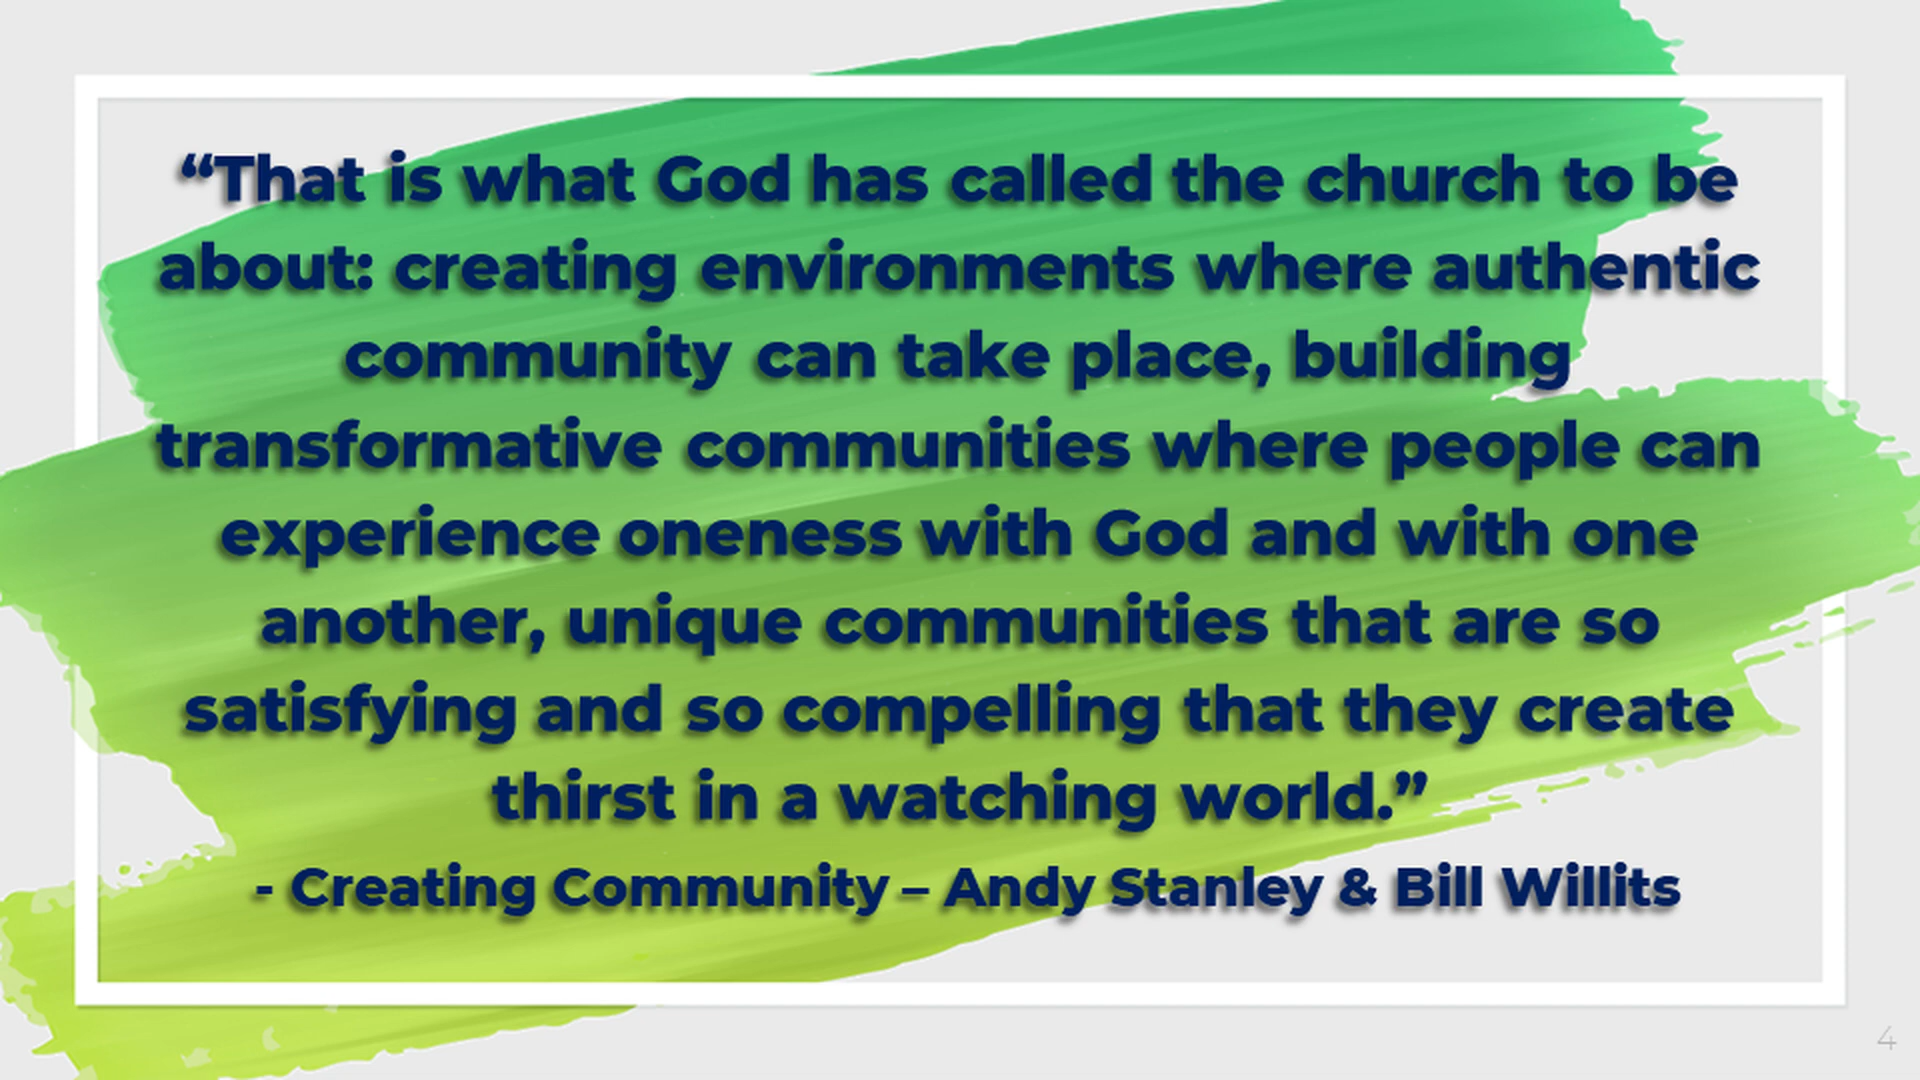 “That is what God has called the church to be
about: creating environments where authentic
community can take place, building
transformative communities where people can
experience oneness with God and with one
another, unique communities that are so
satisfying and so compelling that they create
thirst in a watching world.”
- Creating Community – Andy Stanley & Bill Willits
4